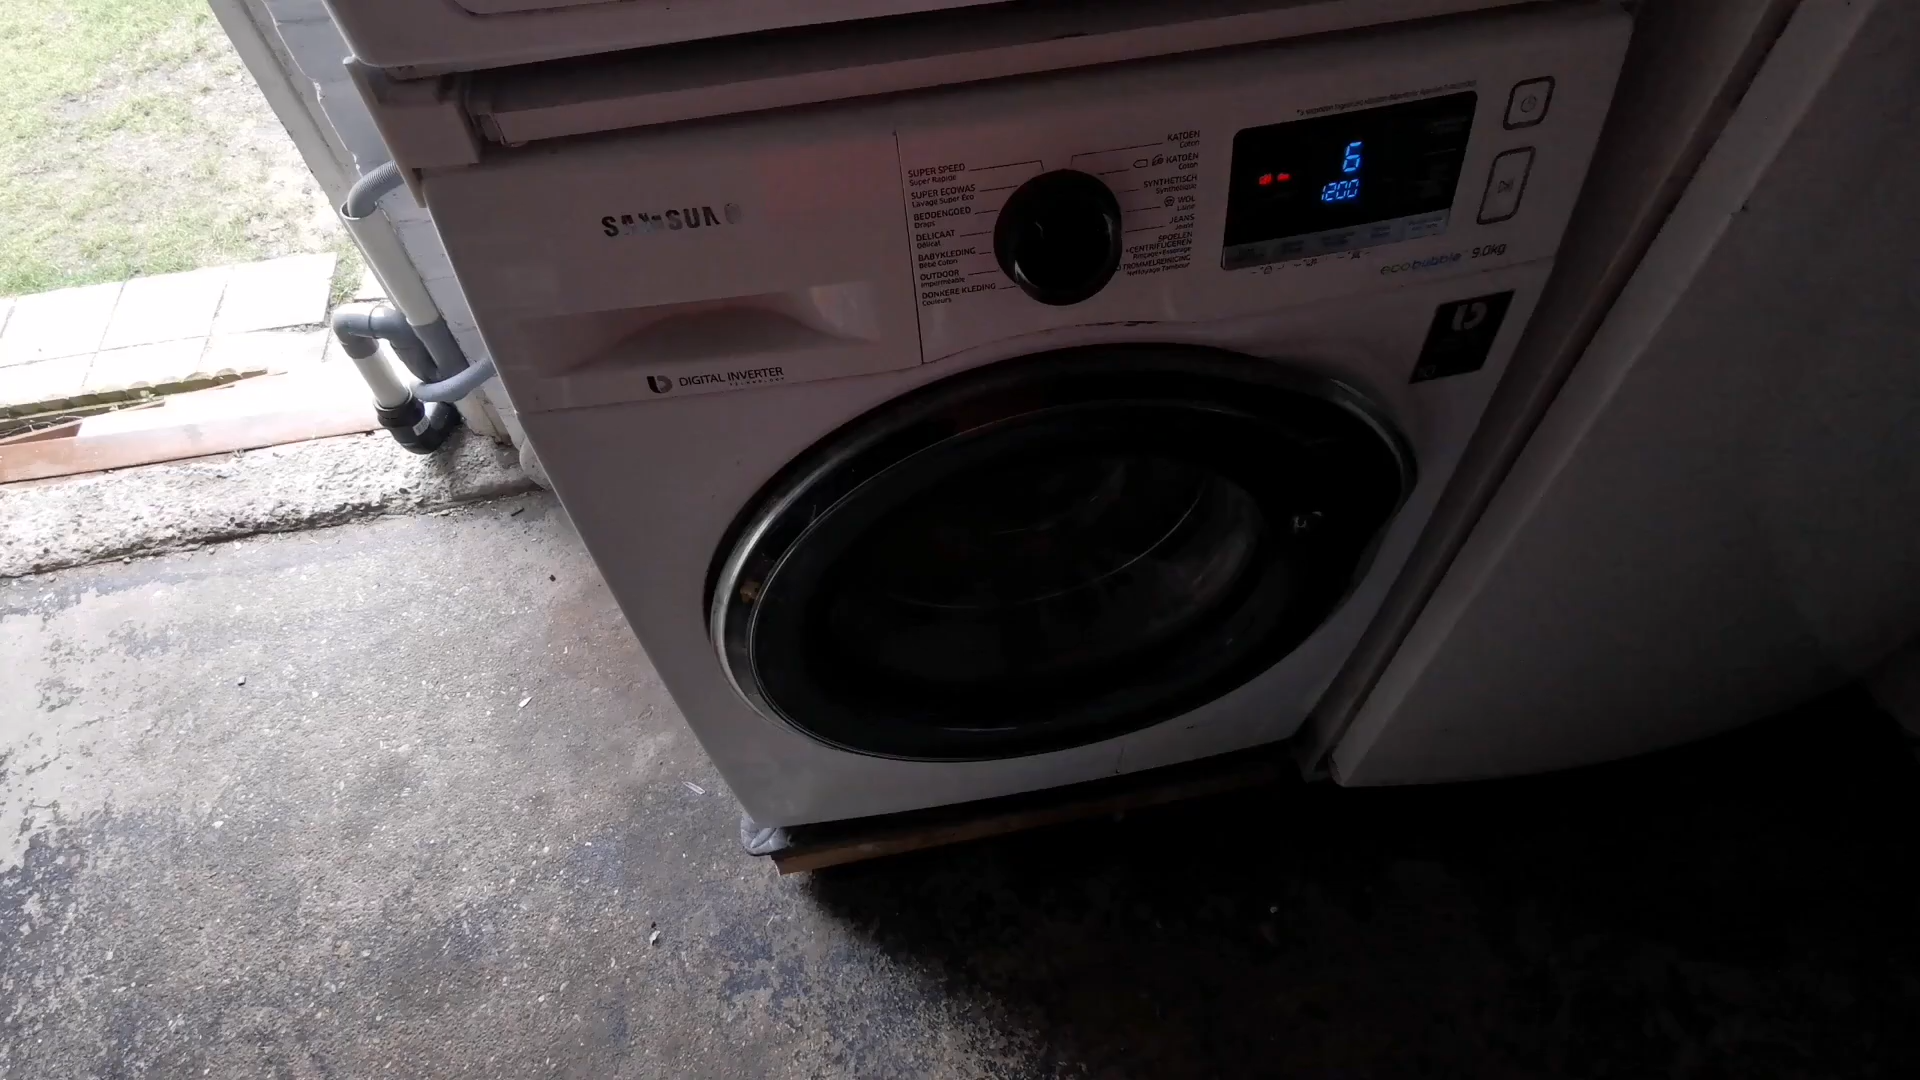 SAMSUNG
DIGITAL INVERTER
TECHNOLOGY
SUPER SPEED
Super Rapide
SUPER ECOWAS
Lavage Super Eco
BEDDENGOED
Draps
DELICAAT
Délicat
BABYKLEDING
Bébé Coton
OUTDOOR
Imperméable
DONKERE KLEDING
Couleurs
KATOEN
Coton
KATOEN
Coton
SYNTHETISCH
Synthétique
WOL
Laine
JEANS
Jeans
SPOELEN
+CENTRIFUGEREN
Rinçage+Essorage
TROMMELREINIGING
Nettoyage Tambour
6
1200
ecobubble 9.0kg